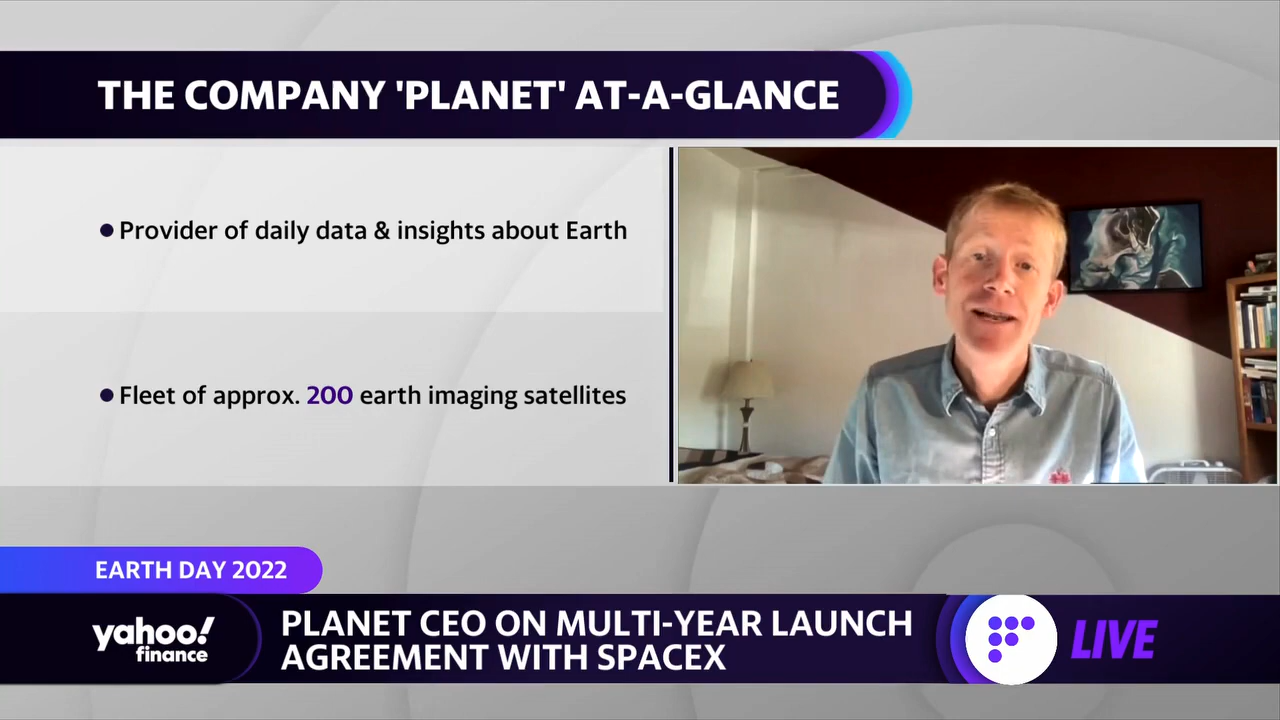 THE COMPANY 'PLANET' AT-A-GLANCE
Provider of daily data & insights about Earth
Fleet of approx. 200 earth imaging satellites
EARTH DAY 2022
yahoo!
finance
PLANET CEO ON MULTI-YEAR LAUNCH
AGREEMENT WITH SPACEX
LIVE